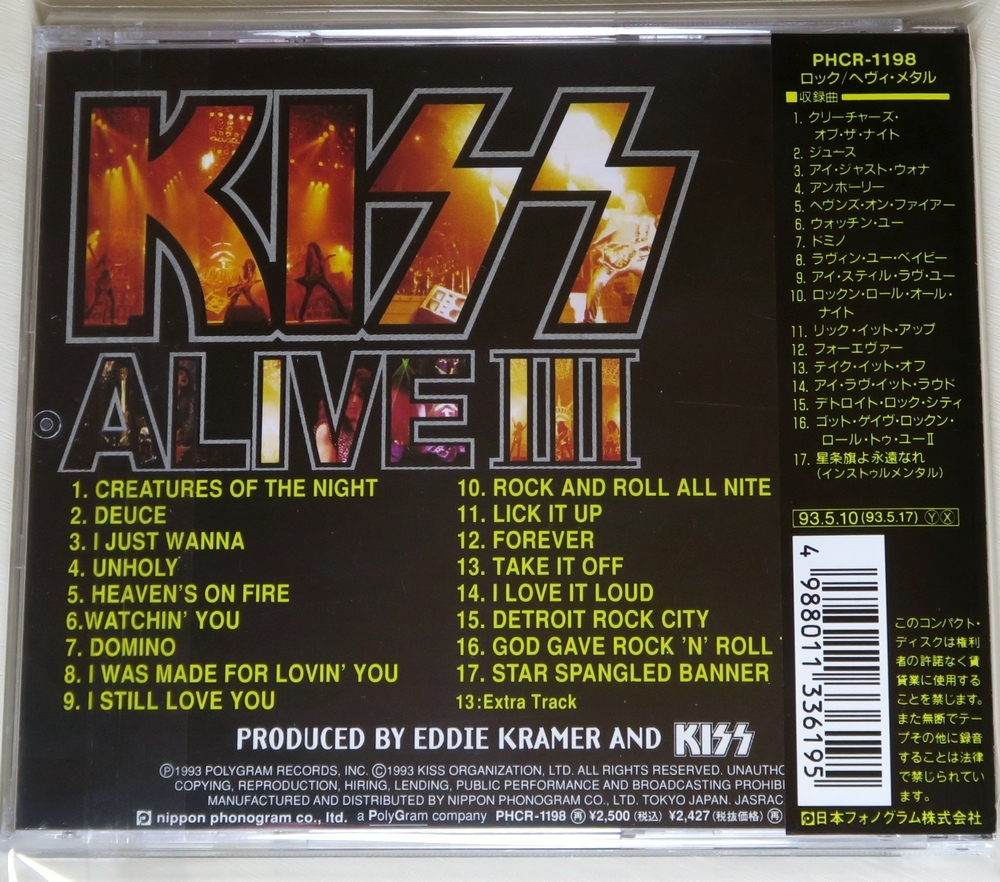 KISS
ALIVE III
1. CREATURES OF THE NIGHT
2. DEUCE
3. I JUST WANNA
4. UNHOLY
5. HEAVEN'S ON FIRE
6.WATCHIN' YOU
7. DOMINO
8. I WAS MADE FOR LOVIN' YOU
9. I STILL LOVE YOU
10. ROCK AND ROLL ALL NITE
11. LICK IT UP
12. FOREVER
13. TAKE IT OFF
14. I LOVE IT LOUD
15. DETROIT ROCK CITY
16. GOD GAVE ROCK 'N' ROLL
17. STAR SPANGLED BANNER
13:Extra Track
PRODUCED BY EDDIE KRAMER AND KISS
Ⓟ1993 POLYGRAM RECORDS, INC. Ⓒ1993 KISS ORGANIZATION, LTD. ALL RIGHTS RESERVED. UNAUTHO
COPYING, REPRODUCTION, HIRING, LENDING, PUBLIC PERFORMANCE AND BROADCASTING PROHIBI
MANUFACTURED AND DISTRIBUTED BY NIPPON PHONOGRAM CO., LTD. TOKYO JAPAN. JASRAC
nippon phonogram co., ltd. a PolyGram company PHCR-1198 再 ¥2,500 (税込) ¥2,427 (税抜価格) 再
PHCR-1198
ロック/ヘヴィ・メタル
■収録曲
1. クリーチャーズ・
オブ・ザ・ナイト
2. ジュース
3. アイ・ジャスト・ウォナ
4. アンホーリー
5. ヘヴンズ・オン・ファイアー
6. ウォッチン・ユー
7. ドミノ
8. ラヴィン・ユー・ベイビー
9. アイ・スティル・ラヴ・ユー
10. ロックン・ロール・オール・
ナイト
11. リック・イット・アップ
12. フォーエヴァー
13. テイク・イット・オフ
14. アイ・ラヴ・イット・ラウド
15. デトロイト・ロック・シティ
16. ゴット・ゲイヴ・ロックン・
ロール・トゥ・ユーⅡ
17. 星条旗よ永遠なれ
(インストゥルメンタル)
93.5.10 (93.5.17) Ⓨ Ⓧ
4 988011 336195
このコンパクト・
ディスクは権利
者の許諾なく賃
貸業に使用する
ことを禁じます。
また無断でテー
プその他に録音
することは法律
で禁じられてい
ます。
日本フォノグラム株式会社